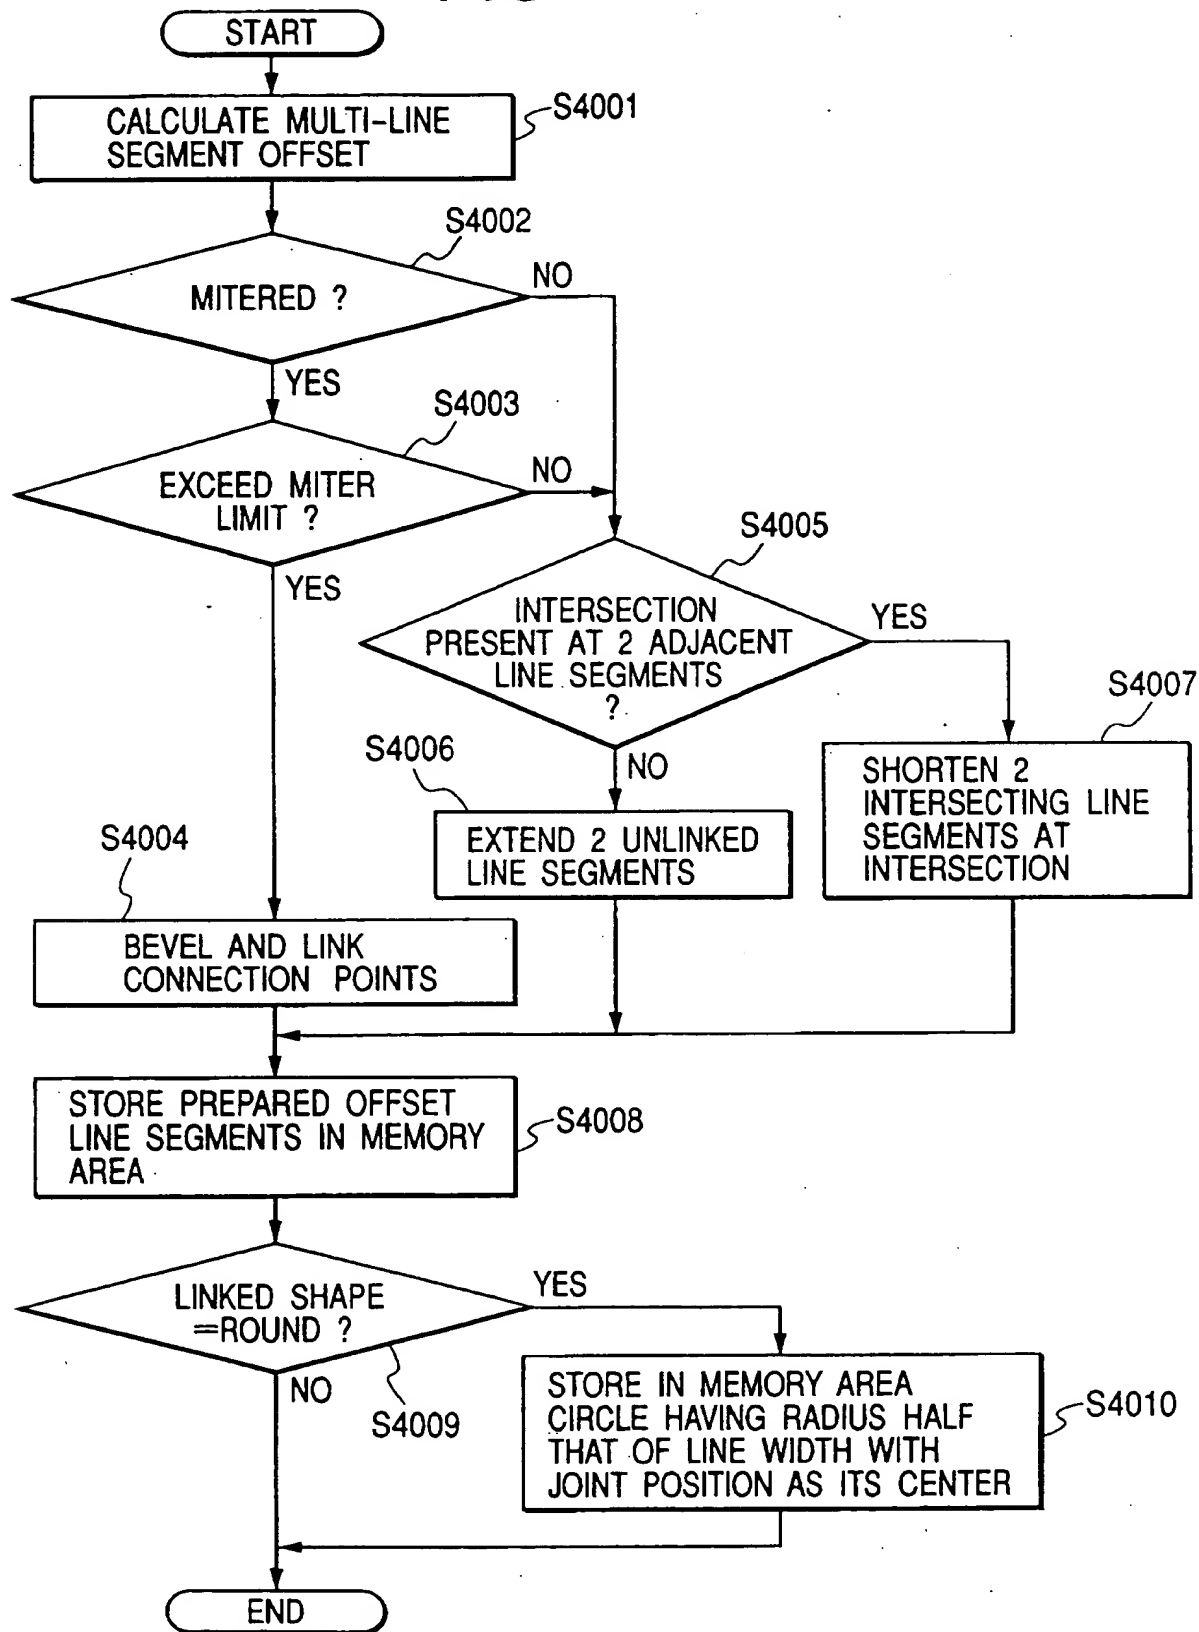 START
CALCULATE MULTI-LINE
SEGMENT OFFSET
S4001
S4002
MITERED ?
NO
YES
S4003
EXCEED MITER
LIMIT ?
NO
YES
S4005
INTERSECTION
PRESENT AT 2 ADJACENT
LINE SEGMENTS
?
YES
NO
S4006
EXTEND 2 UNLINKED
LINE SEGMENTS
S4007
SHORTEN 2
INTERSECTING LINE
SEGMENTS AT
INTERSECTION
S4004
BEVEL AND LINK
CONNECTION POINTS
STORE PREPARED OFFSET
LINE SEGMENTS IN MEMORY
AREA
S4008
LINKED SHAPE
=ROUND ?
YES
NO
S4009
STORE IN MEMORY AREA
CIRCLE HAVING RADIUS HALF
THAT OF LINE WIDTH WITH
JOINT POSITION AS ITS CENTER
S4010
END